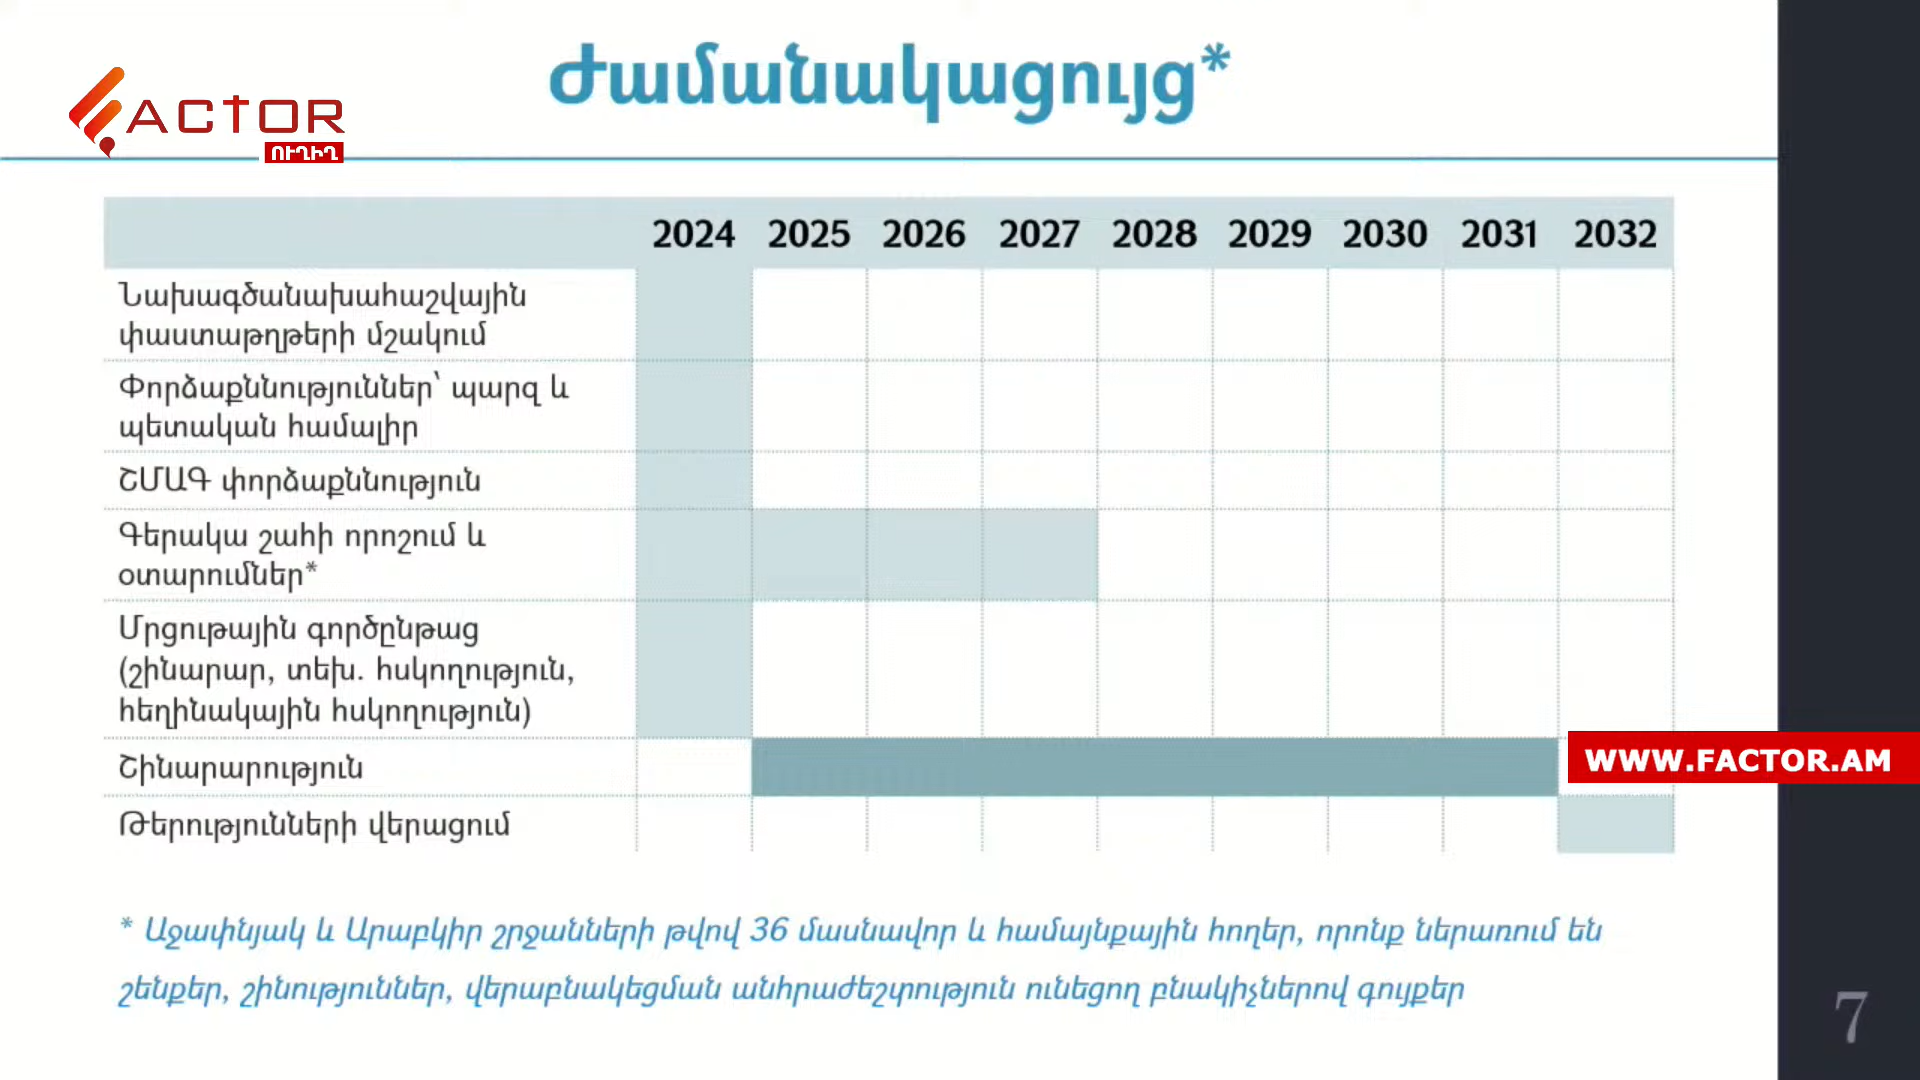 Ժամանակացույց*
ACTOR
ՈՒՂԻՂ
2024 2025 2026 2027 2028 2029 2030 2031 2032
Նախագծանախահաշվային
փաստաթղթերի մշակում
Փորձաքննություններ՝ պարզ և
պետական համալիր
ՇՄԱԳ փորձաքննություն
Գերակա շահի որոշում և
օտարումներ*
Մրցութային գործընթաց
(շինարար, տեխ. հսկողություն,
հեղինակային հսկողություն)
Շինարարություն
WWW.FACTOR.AM
Թերությունների վերացում
* Աջափնյակ և Արաբկիր շրջանների թվով 36 մասնավոր և համայնքային հողեր, որոնք ներառում են
շենքեր, շինություններ, վերաբնակեցման անհրաժեշտություն ունեցող բնակիչներով գույքեր
7